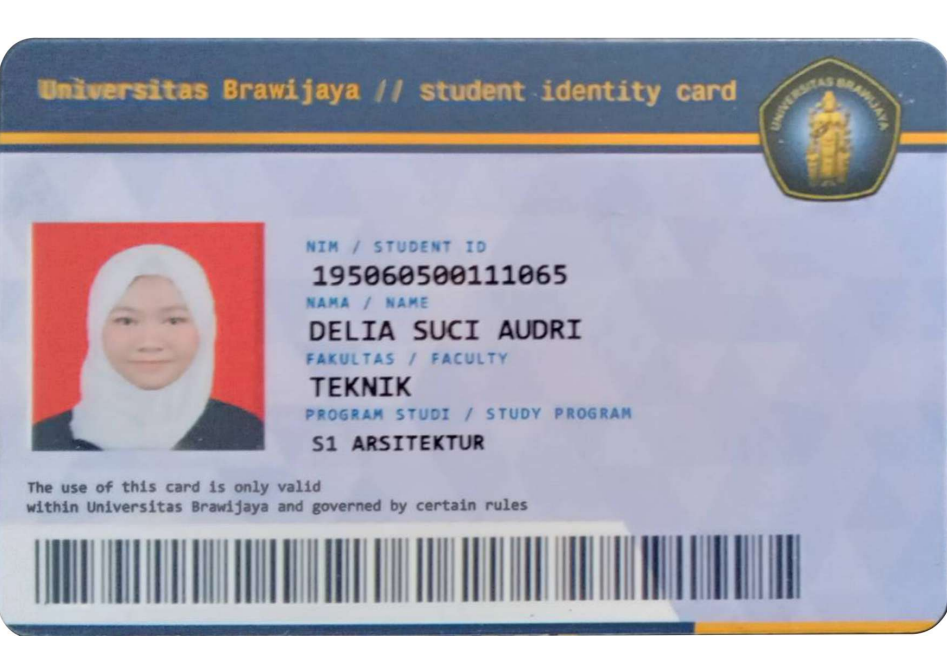 Universitas Brawijaya // student identity card
UNIVERSITAS BRAWIJAYA
NIM / STUDENT ID
195060500111065
NAMA / NAME
DELIA SUCI AUDRI
FAKULTAS / FACULTY
TEKNIK
PROGRAM STUDI / STUDY PROGRAM
S1 ARSITEKTUR
The use of this card is only valid
within Universitas Brawijaya and governed by certain rules